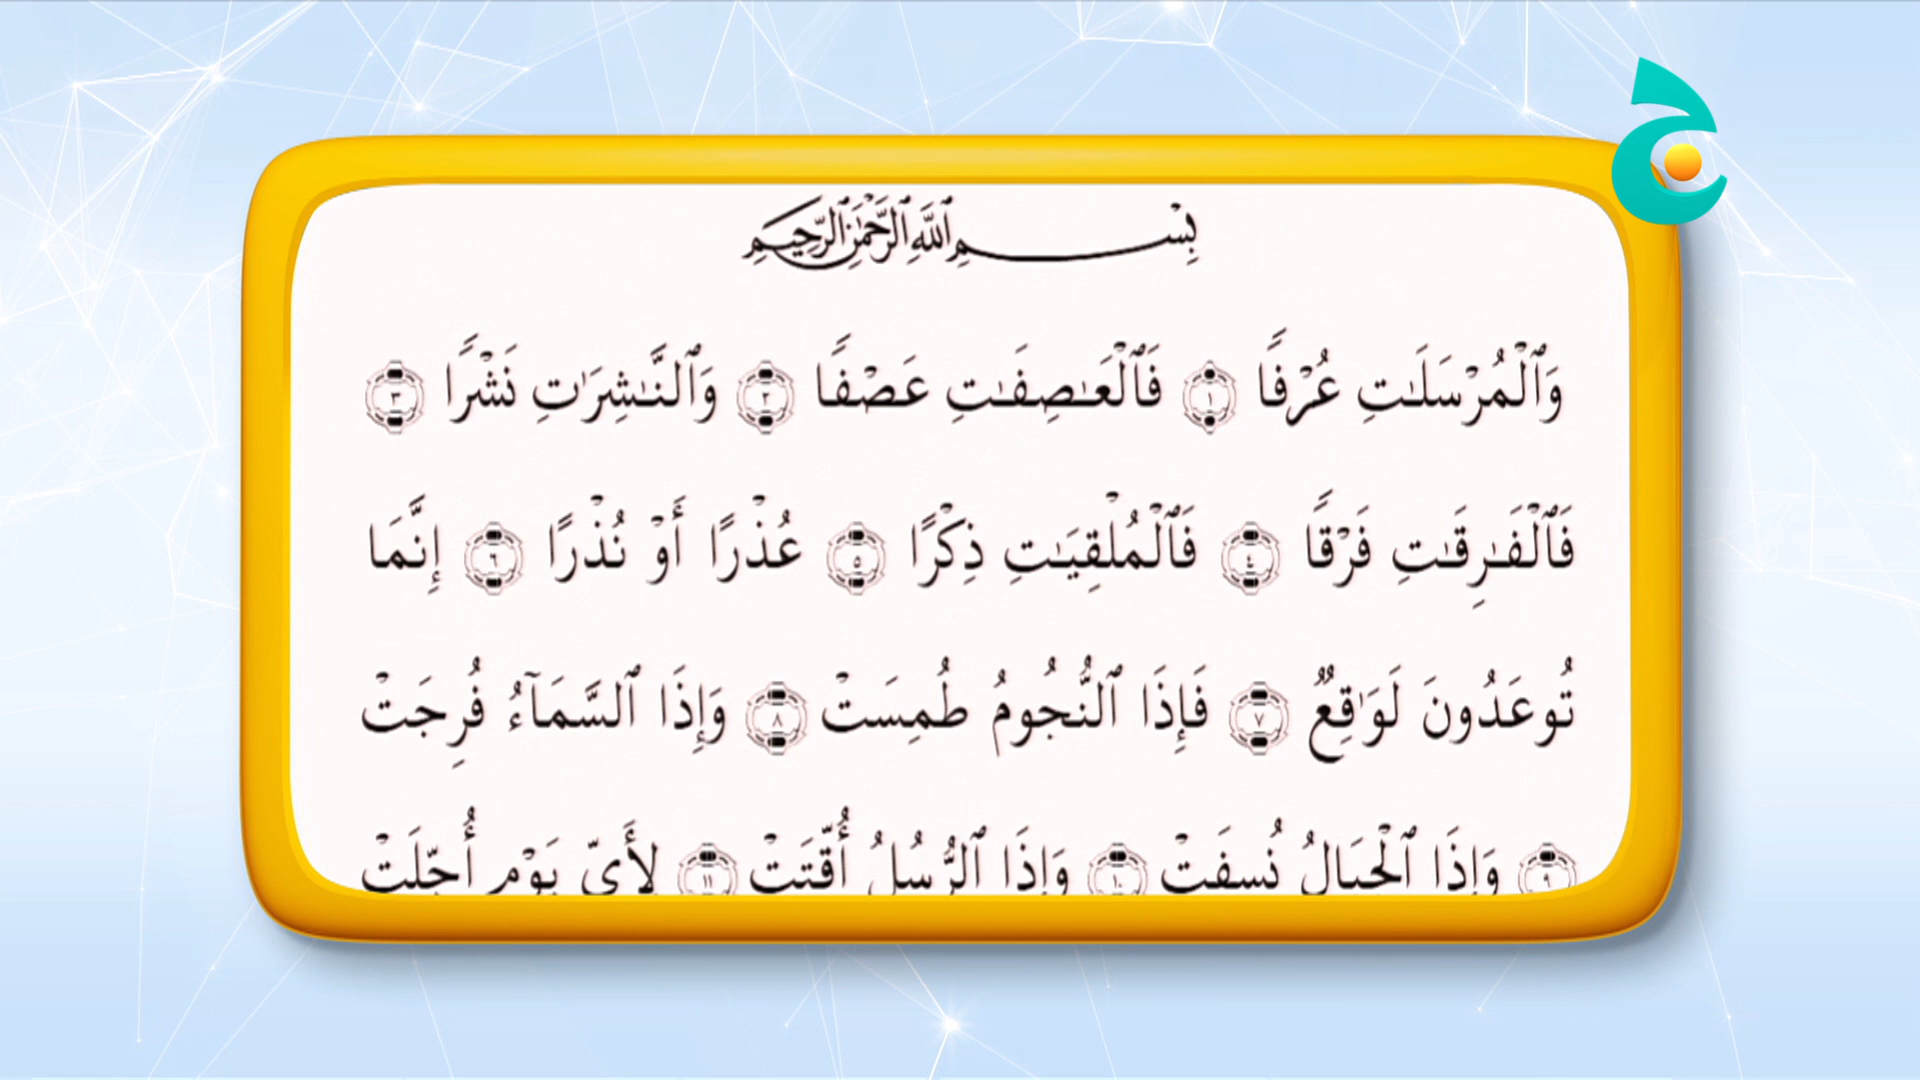 بِسْمِ ٱللَّهِ ٱلرَّحْمَٰنِ ٱلرَّحِيمِ
وَٱلْمُرْسَلَٰتِ عُرْفًا ١ فَٱلْعَٰصِفَٰتِ عَصْفًا ٢ وَٱلنَّٰشِرَٰتِ نَشْرًا ٣
فَٱلْفَٰرِقَٰتِ فَرْقًا ٤ فَٱلْمُلْقِيَٰتِ ذِكْرًا ٥ عُذْرًا أَوْ نُذْرًا ٦ إِنَّمَا
تُوعَدُونَ لَوَٰقِعٌ ٧ فَإِذَا ٱلنُّجُومُ طُمِسَتْ ٨ وَإِذَا ٱلسَّمَآءُ فُرِجَتْ
٩ وَإِذَا ٱلْجِبَالُ نُسِفَتْ ١٠ وَإِذَا ٱلرُّسُلُ أُقِّتَتْ ١١ لِأَىِّ يَوْمٍ أُجِّلَتْ